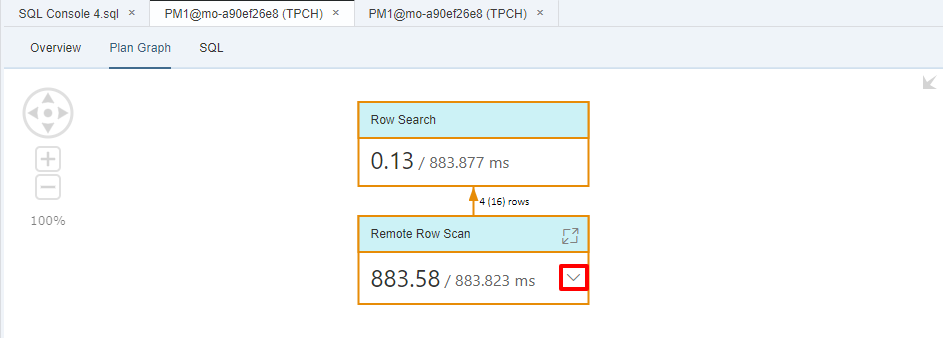 SQL Console 4.sql × PM1@mo-a90ef26e8 (TPCH) × PM1@mo-a90ef26e8 (TPCH) ×
Overview Plan Graph SQL
Row Search
0.13 / 883.877 ms
4 (16) rows
100%
Remote Row Scan
883.58 / 883.823 ms